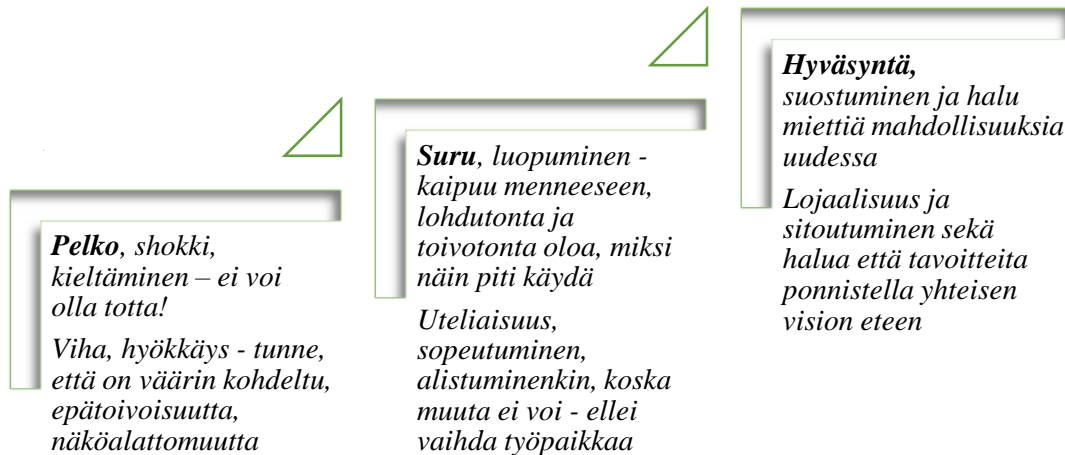 Pelko, shokki,
kieltäminen – ei voi
olla totta!
Viha, hyökkäys - tunne,
että on väärin kohdeltu,
epätoivoisuutta,
näköalattomuutta
Suru, luopuminen -
kaipuu menneeseen,
lohdutonta ja
toivotonta oloa, miksi
näin piti käydä
Uteliaisuus,
sopeutuminen,
alistuminenkin, koska
muuta ei voi - ellei
vaihda työpaikkaa
Hyväsyntä,
suostuminen ja halu
miettiä mahdollisuuksia
uudessa
Lojaalisuus ja
sitoutuminen sekä
halua että tavoitteita
ponnistella yhteisen
vision eteen